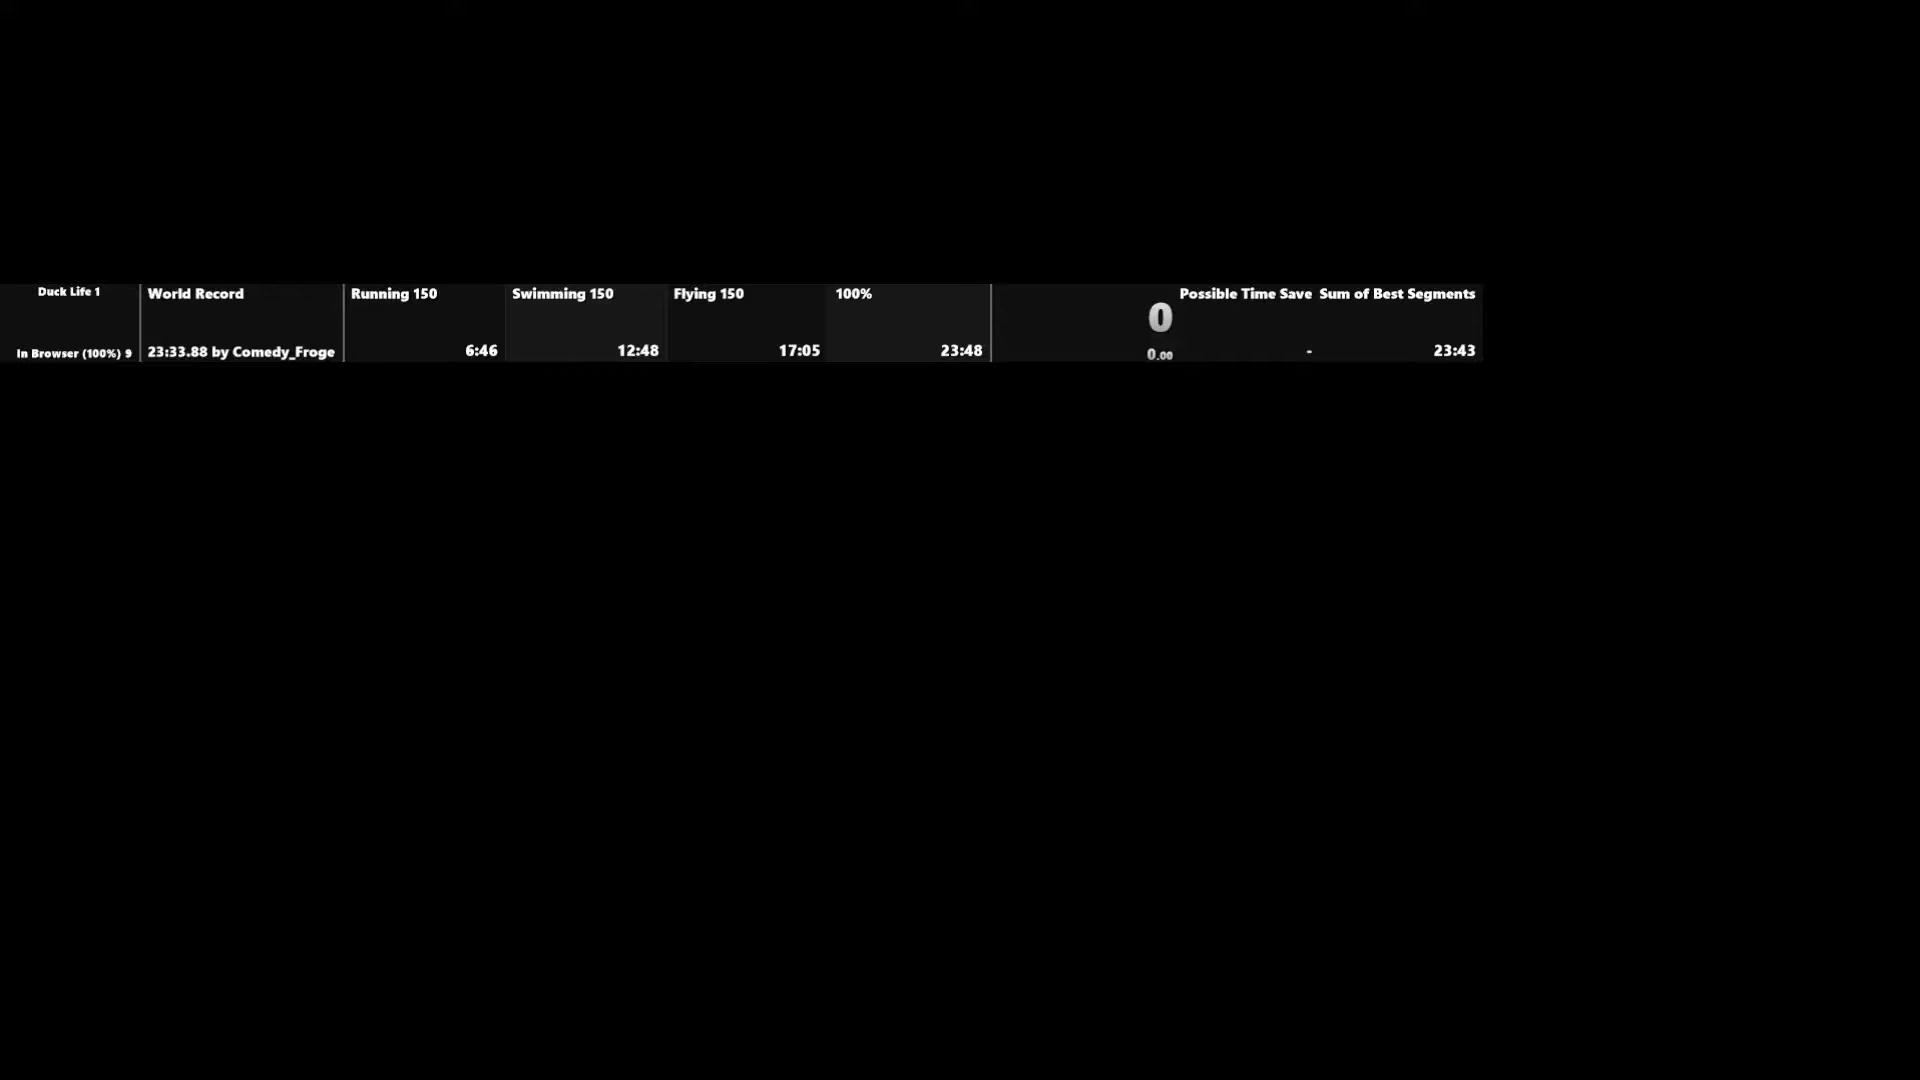 Duck Life 1
In Browser (100%) 9
World Record
23:33.88 by Comedy_Froge
Running 150
6:46
Swimming 150
12:48
Flying 150
17:05
100%
23:48
0
0.00
Possible Time Save
-
Sum of Best Segments
23:43